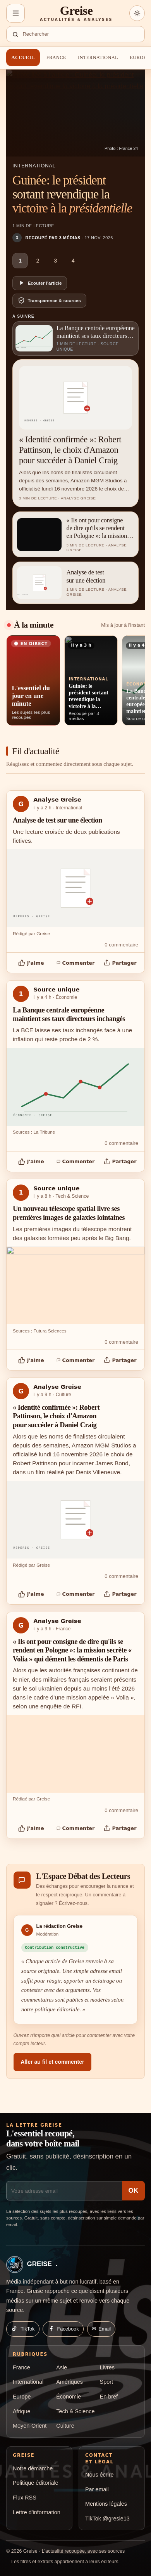 Greise
ACTUALITÉS & ANALYSES
Rechercher
ACCUEIL FRANCE INTERNATIONAL
Photo · France 24
INTERNATIONAL
Guinée: le président
sortant revendique la
victoire à la présidentielle
1 MIN DE LECTURE
3 RECOUPÉ PAR 3 MÉDIAS · 17 NOV. 2026
1 2 3 4
Écouter l'article
Transparence & sources
À SUIVRE
La Banque centrale européenne
maintient ses taux directeurs…
1 MIN DE LECTURE · SOURCE
UNIQUE
« Identité confirmée »: Robert
Pattinson, le choix d'Amazon
pour succéder à Daniel Craig
Alors que les noms de finalistes circulaient
depuis des semaines, Amazon MGM Studios a
officialisé lundi 16 novembre 2026 le choix de…
« Ils ont pour consigne
de dire qu'ils se rendent
en Pologne »: la mission…
2 MIN DE LECTURE · ANALYSE
GREISE
Analyse de test
sur une élection
1 MIN DE LECTURE · ANALYSE
GREISE
À la minute
Mis à jour à l'instant
EN DIRECT
L'essentiel du
jour en une
minute
Les sujets les plus
recoupés
il y a 3 h
INTERNATIONAL
Guinée: le
président sortant
revendique la
victoire à la…
Recoupé par 3
médias
Fil d'actualité
Réagissez et commentez directement sous chaque sujet.
G
Analyse Greise
il y a 2 h · International
Analyse de test sur une élection
Une lecture croisée de deux publications
fictives.
REPÈRES · GREISE
Rédigé par Greise
0 commentaire
J'aime Commenter Partager
1
Source unique
il y a 4 h · Économie
La Banque centrale européenne
maintient ses taux directeurs inchangés
La BCE laisse ses taux inchangés face à une
inflation qui reste proche de 2 %.
ÉCONOMIE · GREISE
Sources : La Tribune
0 commentaire
J'aime Commenter Partager
1
Source unique
il y a 8 h · Tech & Science
Un nouveau télescope spatial livre ses
premières images de galaxies lointaines
Les premières images du télescope montrent
des galaxies formées peu après le Big Bang.
Sources : Futura Sciences
0 commentaire
J'aime Commenter Partager
G
Analyse Greise
il y a 8 h · Culture
« Identité confirmée »: Robert
Pattinson, le choix d'Amazon
pour succéder à Daniel Craig
Alors que les noms de finalistes circulaient
depuis des semaines, Amazon MGM Studios a
officialisé lundi 16 novembre 2026 le choix de
Robert Pattinson pour incarner James Bond,
dans un film réalisé par Denis Villeneuve.
REPÈRES · GREISE
Rédigé par Greise
0 commentaire
J'aime Commenter Partager
G
Analyse Greise
il y a 9 h · France
« Ils ont pour consigne de dire qu'ils se
rendent en Pologne »: la mission secrète «
Volia » qui dément les démentis de Paris
Alors que les autorités françaises nient, des
militaires français ont été formés en
Ukraine au moins depuis l'été 2026
dans le cadre d'une mission appelée « Volia »,
selon une enquête de RFI.
Rédigé par Greise
0 commentaire
J'aime Commenter Partager
L'Espace Débat des Lecteurs
Des échanges pour encourager la nuance et
le respect réciproque. Un commentaire à
signaler ? Écrivez-nous.
G
La rédaction Greise
Modération
Contribution constructive
« Chaque article Greise renvoie à sa
source originale. Une simple adresse email
suffit pour réagir, apporter un éclairage et
convenir d'une erreur. Vos
commentaires sont publics et modérés selon
notre politique éditoriale. »
Ouvrez n'importe quel article pour commenter avec votre
compte lecteur.
Aller au fil et commenter
LA LETTRE GREISE
L'essentiel recoupé,
dans votre boîte mail
Gratuit, sans publicité, désinscription en un
clic.
Votre adresse email
OK
La sélection des sujets les plus recoupés, avec les liens vers les
sources. Gratuit, sans cookie, désinscription sur simple demande par
email.
GREISE.
Média indépendant à but non lucratif, basé en
France. Greise rapproche ce que disent plusieurs
médias sur un même sujet et renvoie vers chaque
source.
TikTok Facebook Email
RUBRIQUES
France Asie Livres
International Amériques Sport
Europe Économie En bref
Afrique Tech & Science
Moyen-Orient Culture
GREISE
Notre démarche
Politique éditoriale
Flux RSS
Lettre d'information
CONTACT
ET LÉGAL
Nous écrire
Par email
Mentions légales
TikTok @gresie13
© 2026 Greise · L'actualité recoupée, avec ses sources
Les titres et extraits appartiennent à leurs éditeurs.